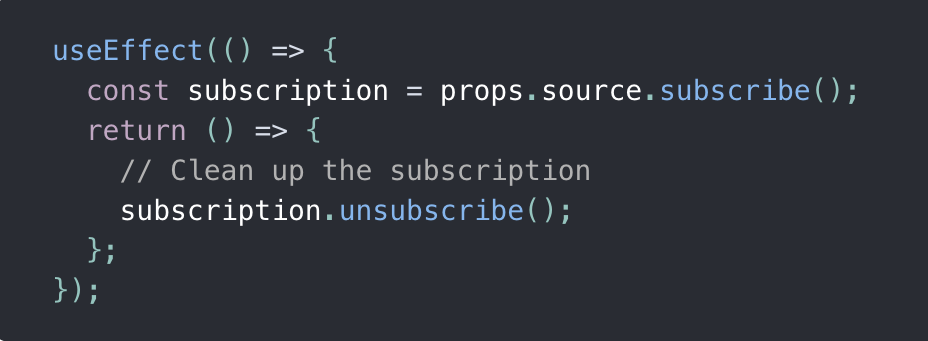 useEffect(() => {
  const subscription = props.source.subscribe();
  return () => {
    // Clean up the subscription
    subscription.unsubscribe();
  };
});